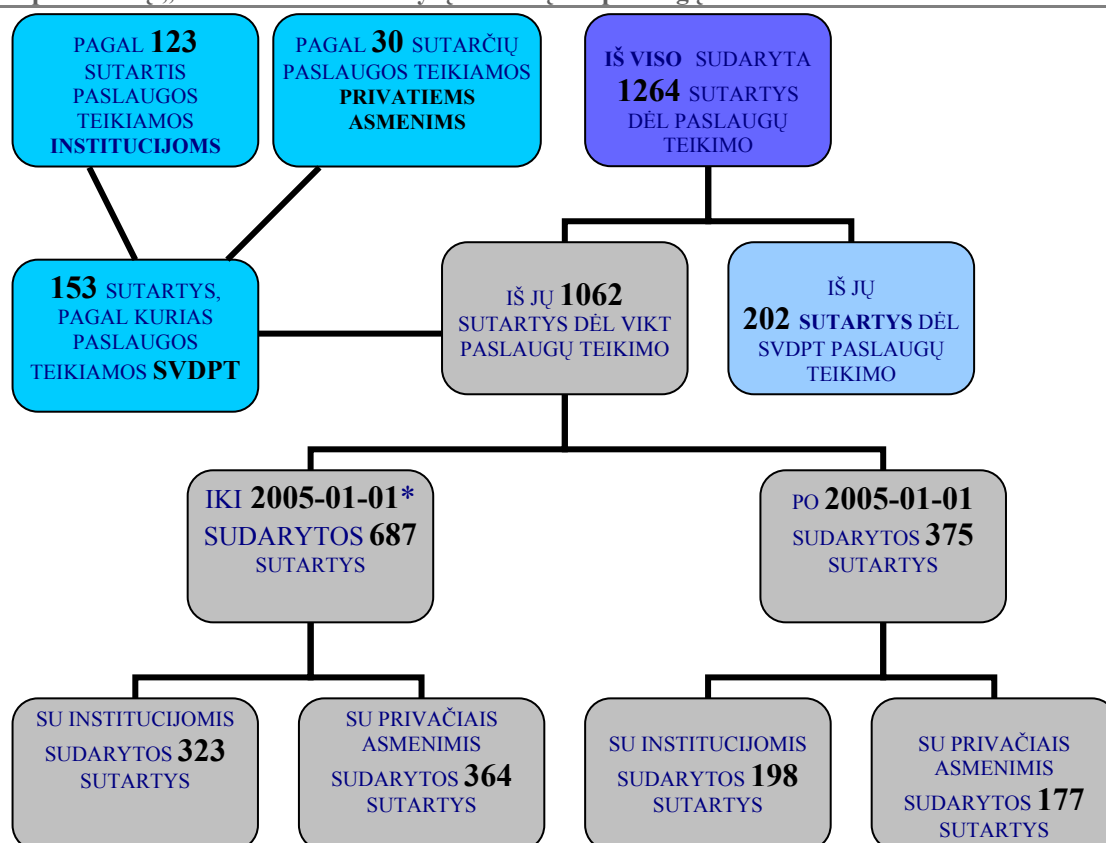 PAGAL 123
SUTARTIS
PASLAUGOS
TEIKIAMOS
INSTITUCIJOMS
PAGAL 30 SUTARČIŲ
PASLAUGOS TEIKIAMOS
PRIVATIEMS
ASMENIMS
IŠ VISO SUDARYTA
1264 SUTARTYS
DĖL PASLAUGŲ
TEIKIMO
153 SUTARTYS,
PAGAL KURIAS
PASLAUGOS
TEIKIAMOS SVDPT
IŠ JŲ 1062
SUTARTYS DĖL VIKT
PASLAUGŲ TEIKIMO
IŠ JŲ
202 SUTARTYS DĖL
SVDPT PASLAUGŲ
TEIKIMO
IKI 2005-01-01*
SUDARYTOS 687
SUTARTYS
PO 2005-01-01
SUDARYTOS 375
SUTARTYS
SU INSTITUCIJOMIS
SUDARYTOS 323
SUTARTYS
SU PRIVAČIAIS
ASMENIMIS
SUDARYTOS 364
SUTARTYS
SU INSTITUCIJOMIS
SUDARYTOS 198
SUTARTYS
SU PRIVAČIAIS
ASMENIMIS
SUDARYTOS 177
SUTARTYS